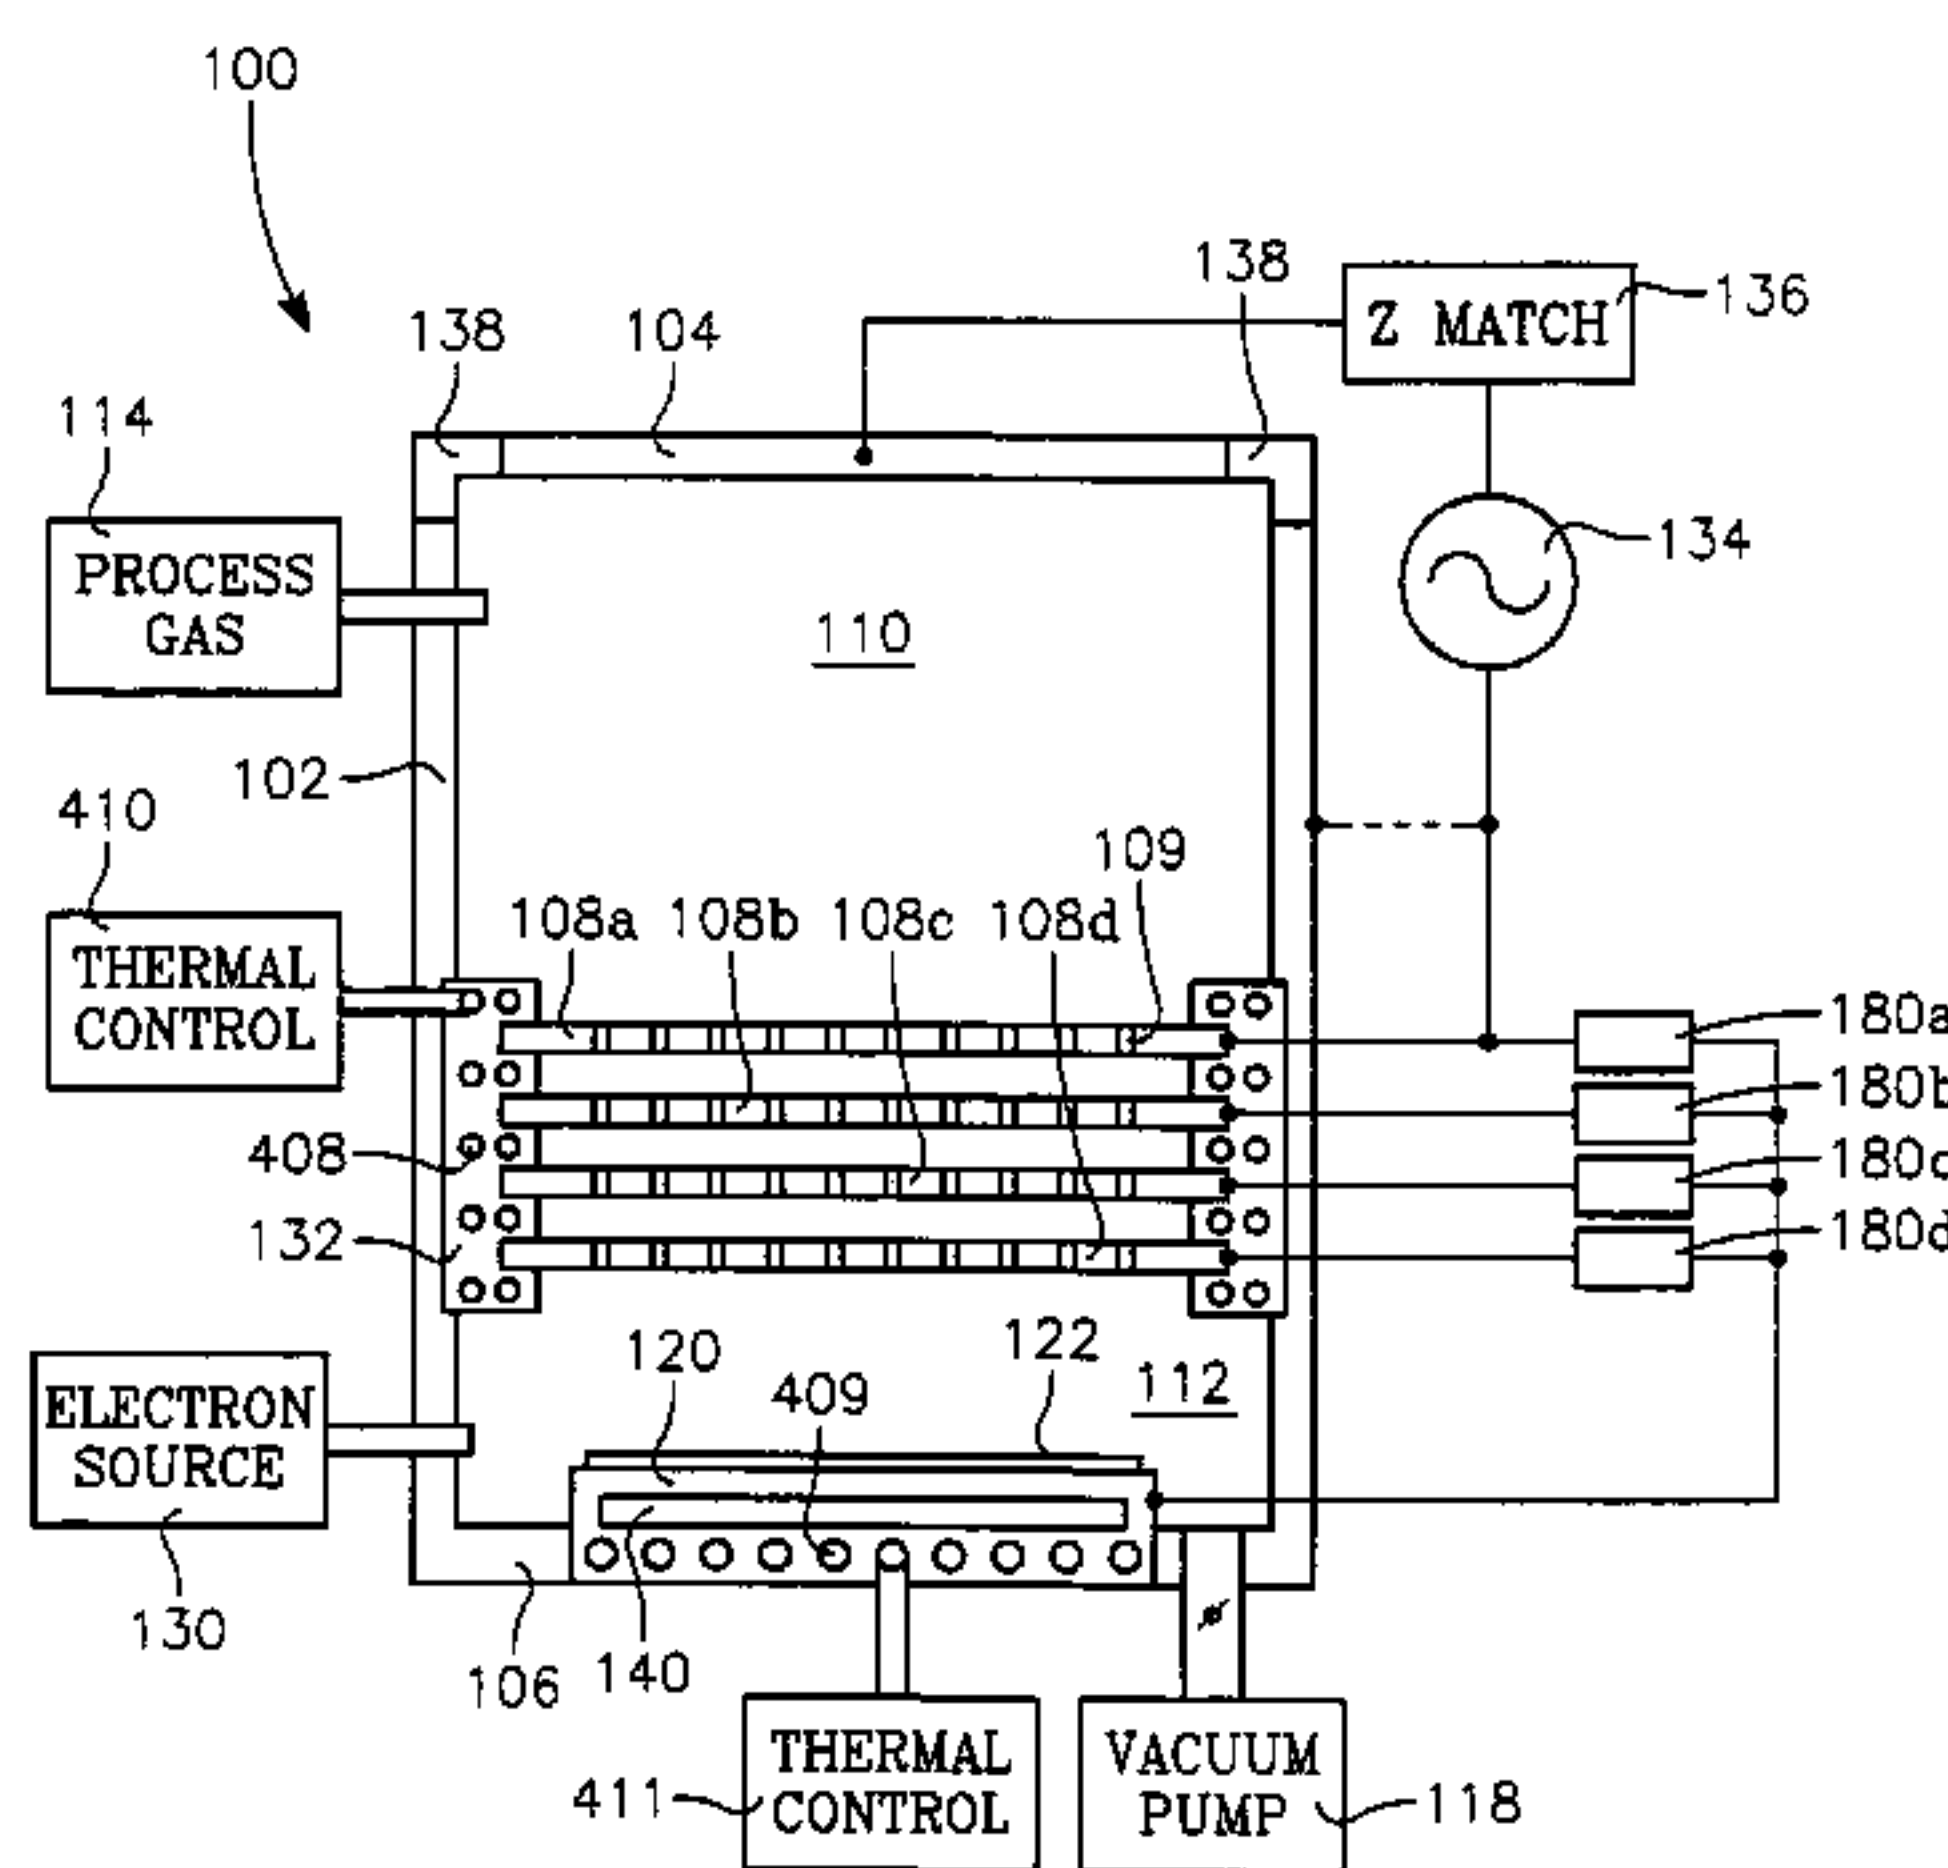 100
138
136
Z MATCH
138
104
114
134
PROCESS
GAS
110
102
410
109
108a 108b 108c 108d
THERMAL
CONTROL
180a
180b
408
180c
132
180d
120
122
112
409
ELECTRON
SOURCE
130
106
140
THERMAL
CONTROL
VACUUM
PUMP
411
118